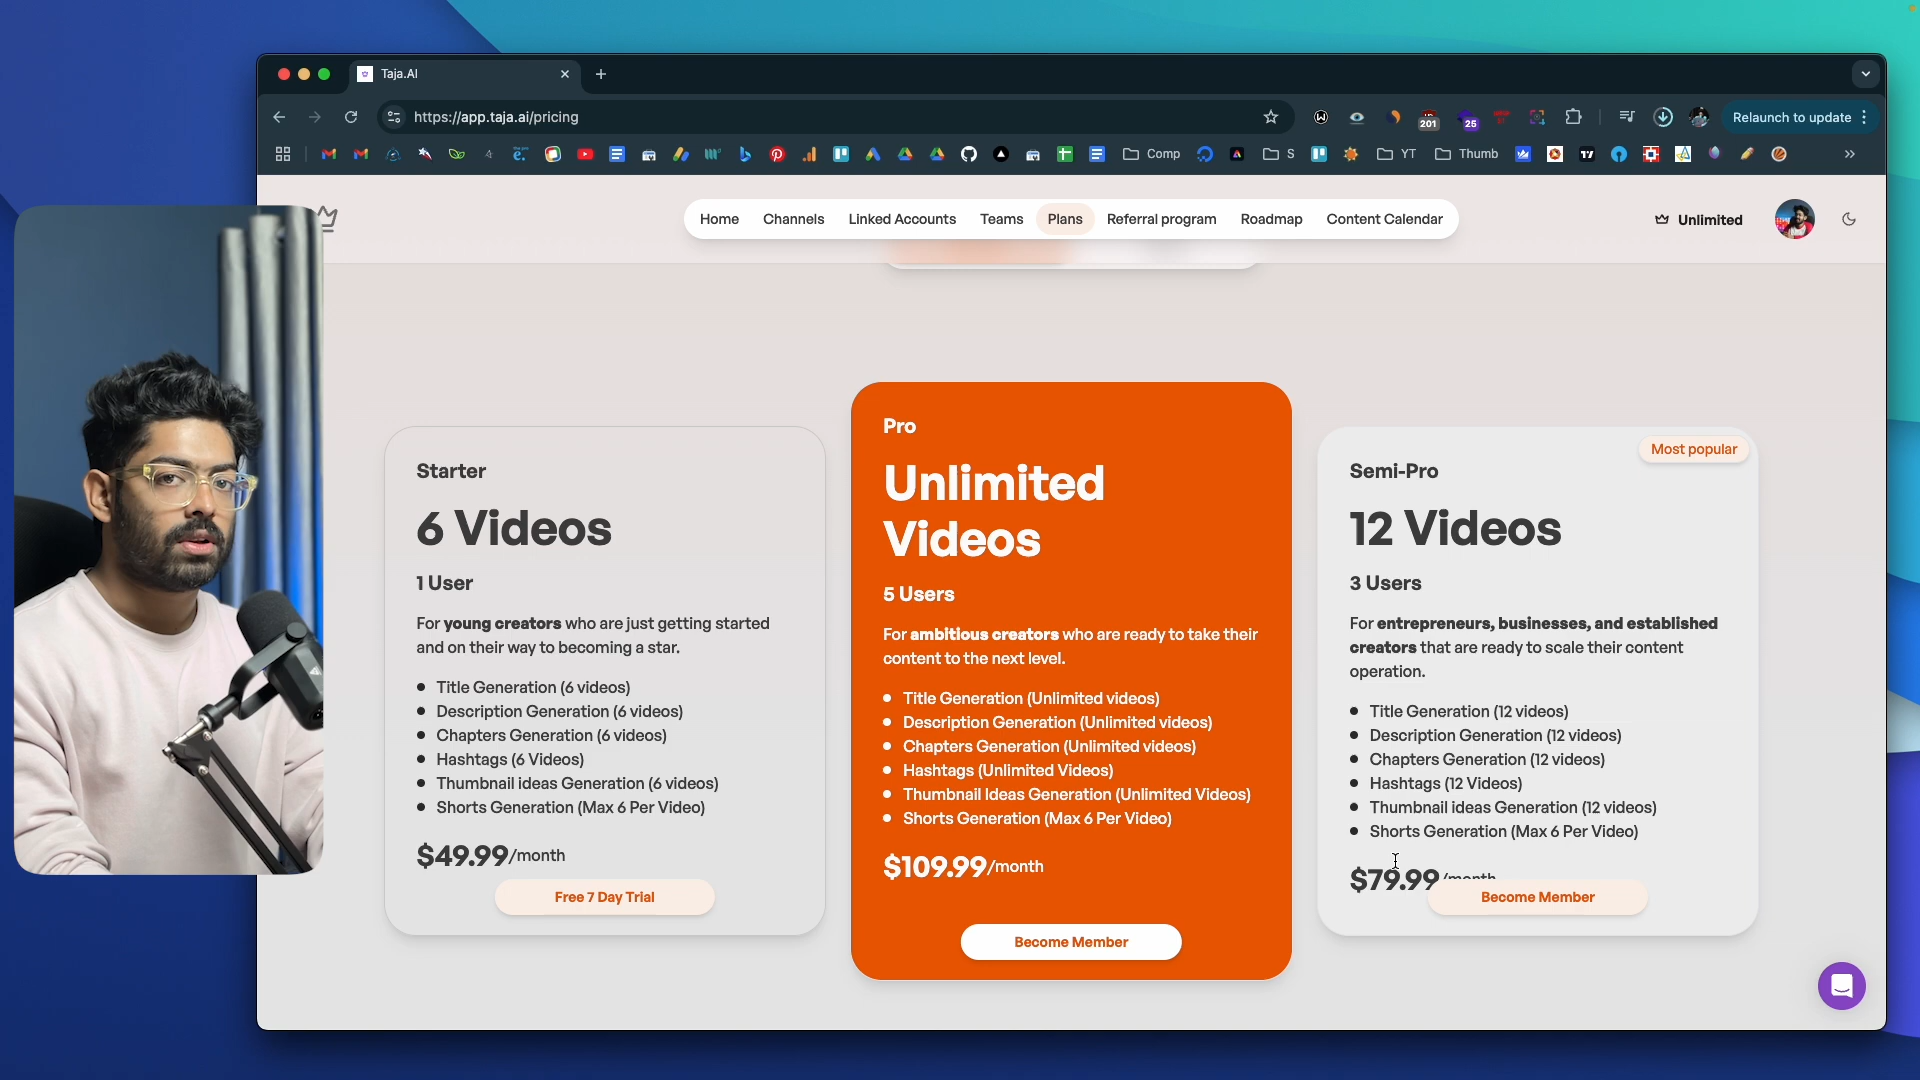 Taja.AI
https://app.taja.ai/pricing
201
25
Relaunch to update
Comp
S
YT
Thumb
Home
Channels
Linked Accounts
Teams
Plans
Referral program
Roadmap
Content Calendar
Unlimited
Starter
6 Videos
1 User
For young creators who are just getting started
and on their way to becoming a star.
Title Generation (6 videos)
Description Generation (6 videos)
Chapters Generation (6 videos)
Hashtags (6 Videos)
Thumbnail ideas Generation (6 videos)
Shorts Generation (Max 6 Per Video)
$49.99/month
Free 7 Day Trial
Pro
Unlimited
Videos
5 Users
For ambitious creators who are ready to take their
content to the next level.
Title Generation (Unlimited videos)
Description Generation (Unlimited videos)
Chapters Generation (Unlimited videos)
Hashtags (Unlimited Videos)
Thumbnail Ideas Generation (Unlimited Videos)
Shorts Generation (Max 6 Per Video)
$109.99/month
Become Member
Most popular
Semi-Pro
12 Videos
3 Users
For entrepreneurs, businesses, and established
creators that are ready to scale their content
operation.
Title Generation (12 videos)
Description Generation (12 videos)
Chapters Generation (12 videos)
Hashtags (12 Videos)
Thumbnail ideas Generation (12 videos)
Shorts Generation (Max 6 Per Video)
$79.99/month
Become Member